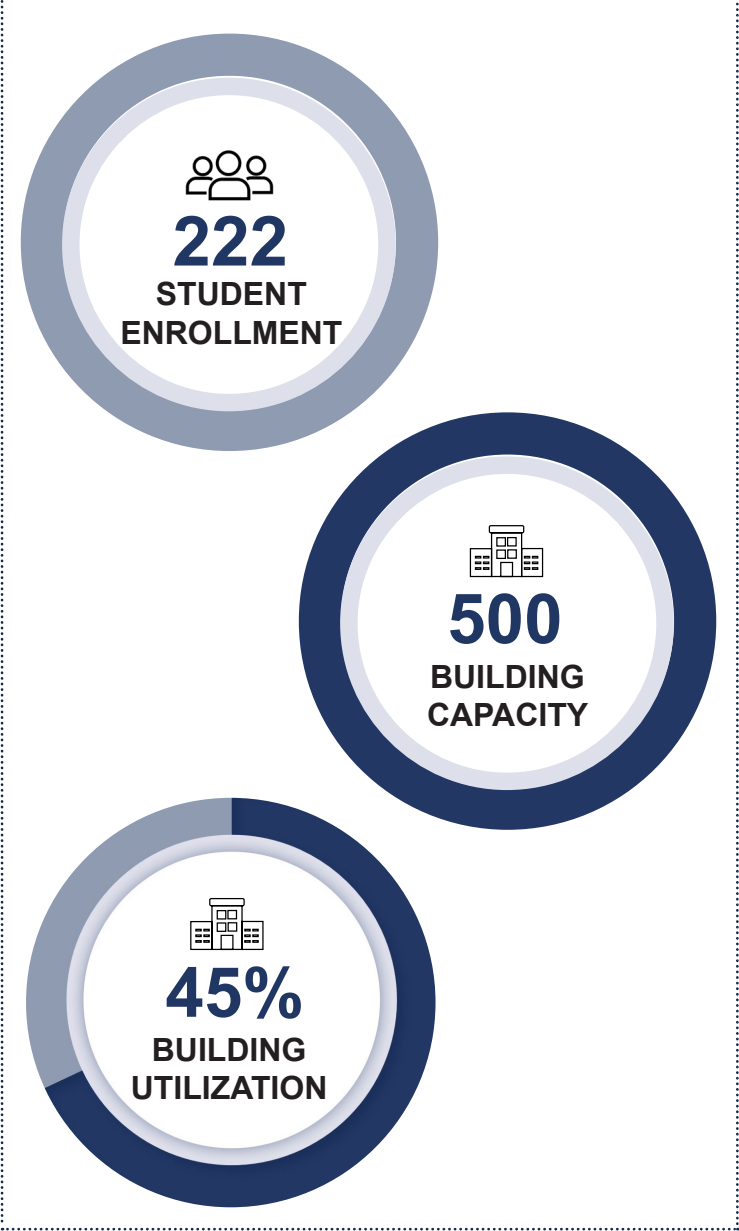 222
STUDENT
ENROLLMENT
500
BUILDING
CAPACITY
45%
BUILDING
UTILIZATION